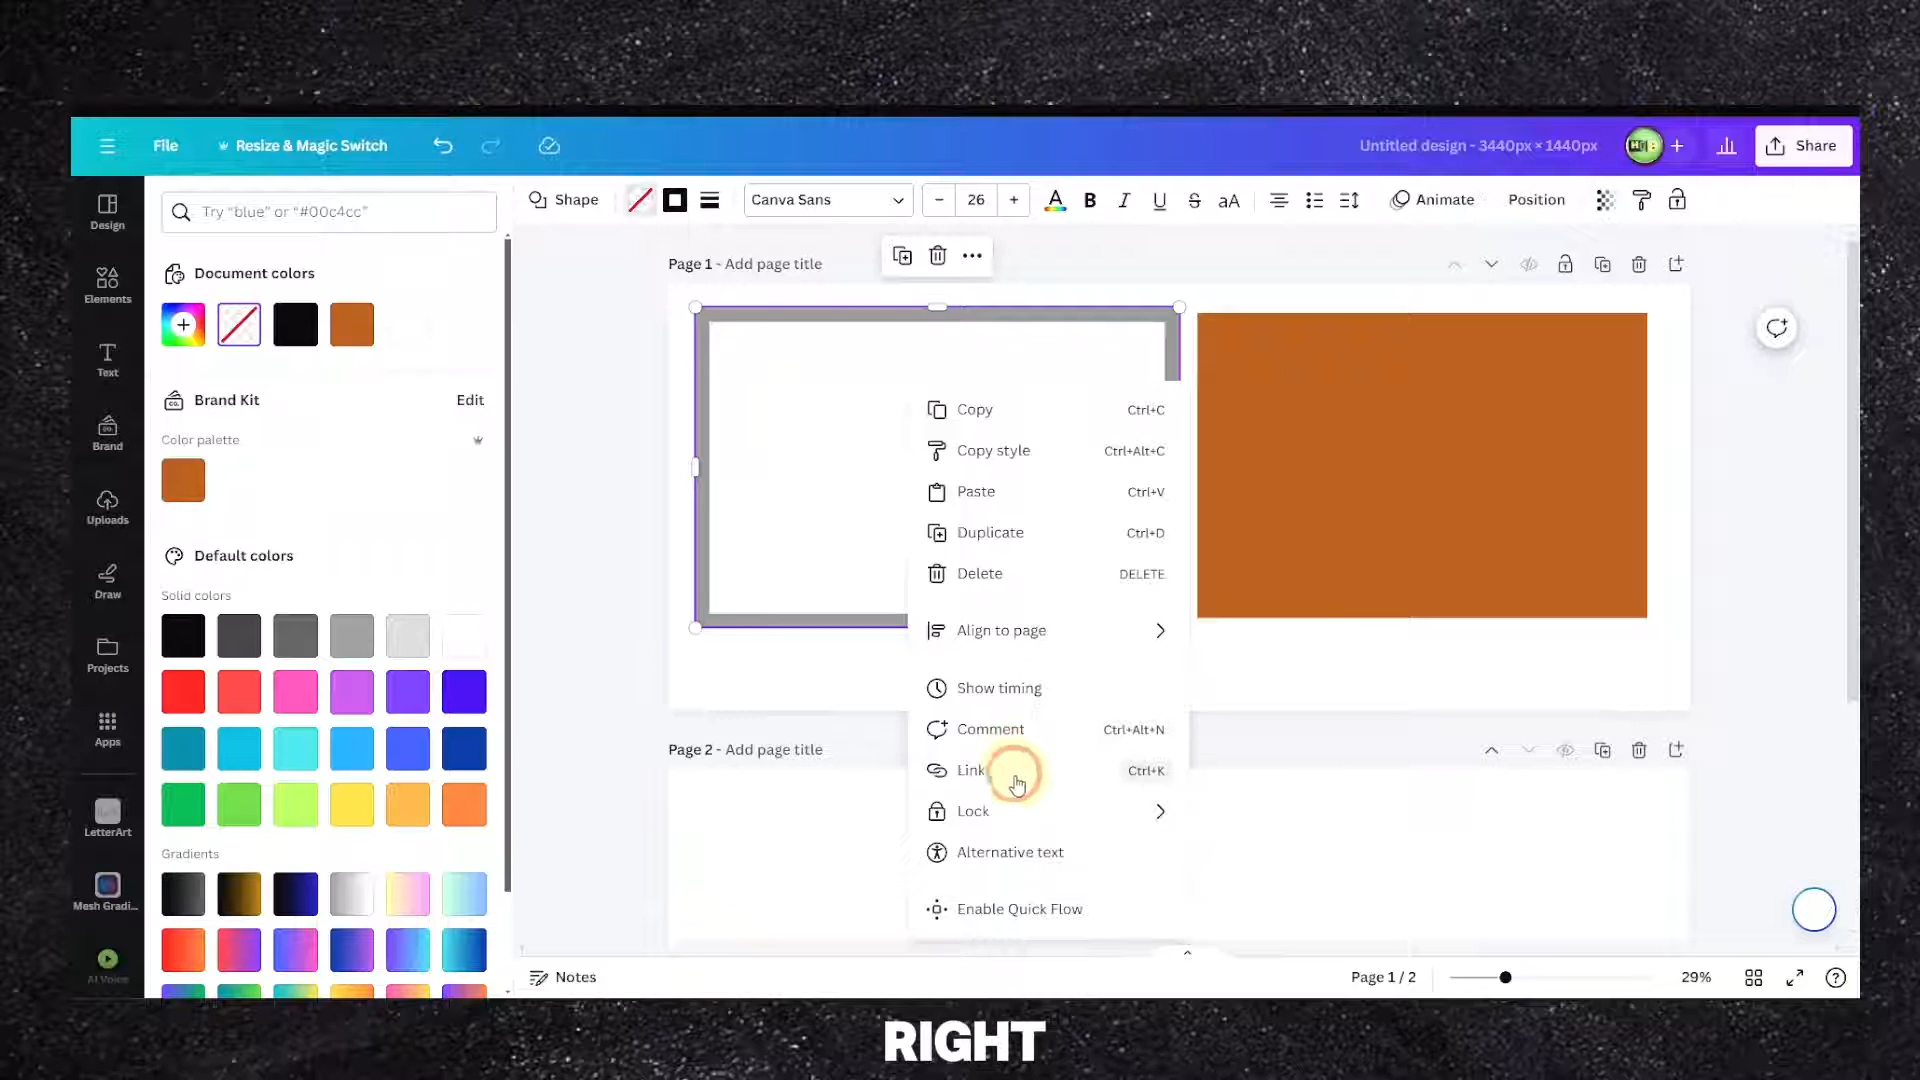 File
Resize & Magic Switch
Untitled design - 3440px × 1440px
Share
Design
Elements
Text
Brand
Uploads
Draw
Projects
Apps
LetterArt
Mesh Gradi...
AI Voice
Try "blue" or "#00c4cc"
Document colors
Brand Kit
Edit
Color palette
Default colors
Solid colors
Gradients
Shape
Canva Sans
26
A
B
I
U
S
aA
Animate
Position
Page 1 - Add page title
Copy Ctrl+C
Copy style Ctrl+Alt+C
Paste Ctrl+V
Duplicate Ctrl+D
Delete DELETE
Align to page
Show timing
Comment Ctrl+Alt+N
Link Ctrl+K
Lock
Alternative text
Enable Quick Flow
Page 2 - Add page title
Notes
Page 1 / 2
29%
RIGHT